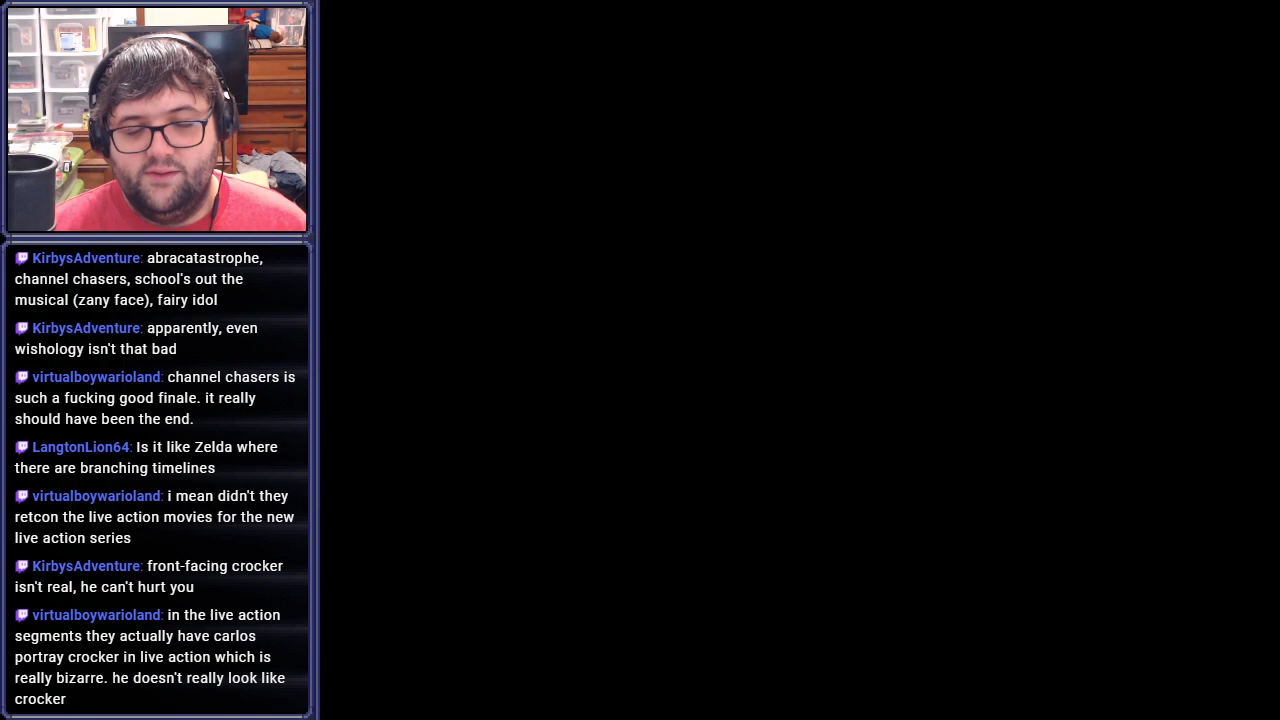 KirbysAdventure: abracatastrophe,
channel chasers, school's out the
musical (zany face), fairy idol
KirbysAdventure: apparently, even
wishology isn't that bad
virtualboywarioland: channel chasers is
such a fucking good finale. it really
should have been the end.
LangtonLion64: Is it like Zelda where
there are branching timelines
virtualboywarioland: i mean didn't they
retcon the live action movies for the new
live action series
KirbysAdventure: front-facing crocker
isn't real, he can't hurt you
virtualboywarioland: in the live action
segments they actually have carlos
portray crocker in live action which is
really bizarre. he doesn't really look like
crocker